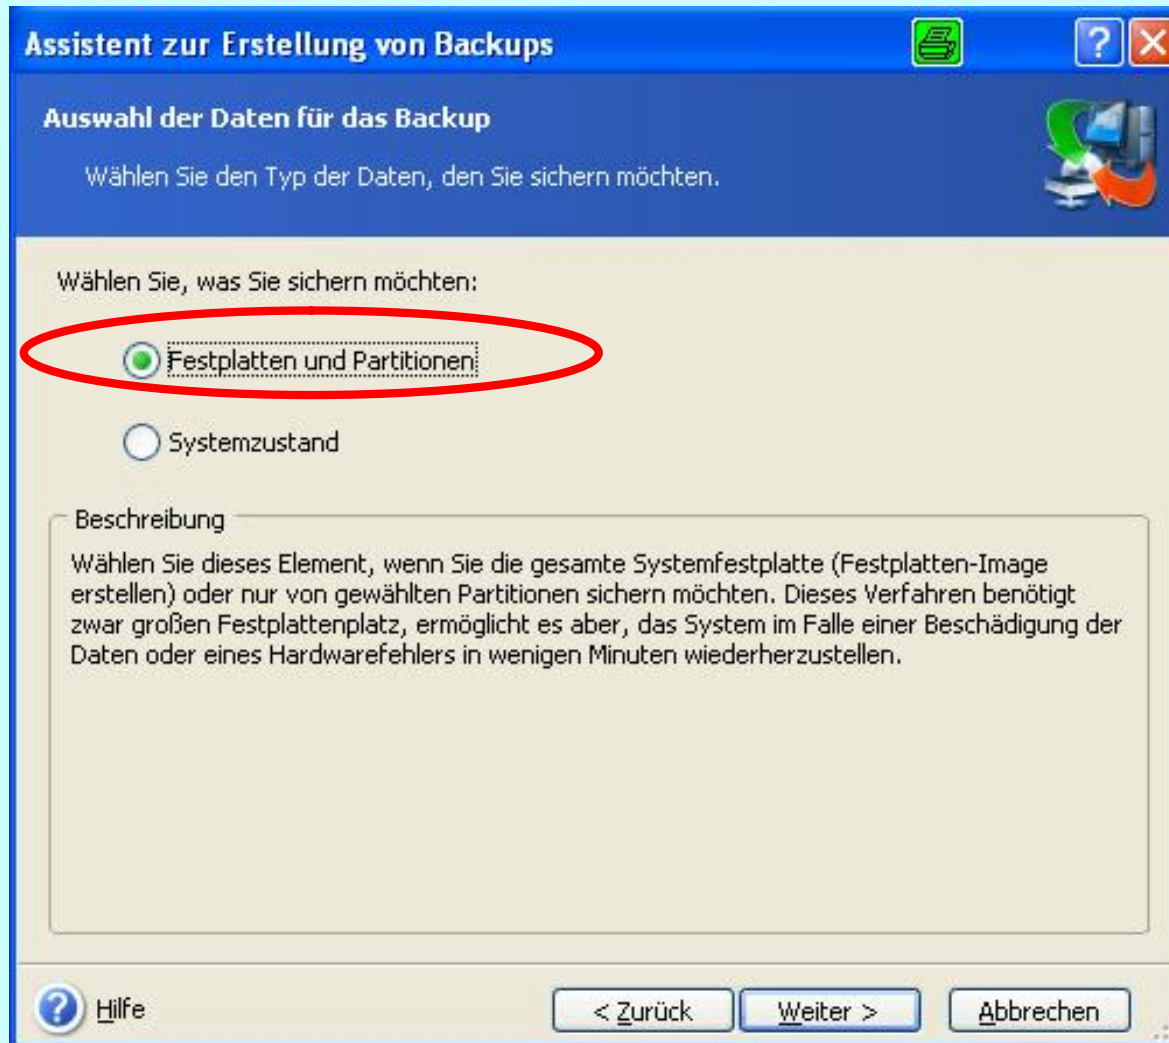 Assistent zur Erstellung von Backups
Auswahl der Daten für das Backup
Wählen Sie den Typ der Daten, den Sie sichern möchten.
Wählen Sie, was Sie sichern möchten:
Festplatten und Partitionen
Systemzustand
Beschreibung
Wählen Sie dieses Element, wenn Sie die gesamte Systemfestplatte (Festplatten-Image
erstellen) oder nur von gewählten Partitionen sichern möchten. Dieses Verfahren benötigt
zwar großen Festplattenplatz, ermöglicht es aber, das System im Falle einer Beschädigung der
Daten oder eines Hardwarefehlers in wenigen Minuten wiederherzustellen.
? Hilfe
< Zurück
Weiter >
Abbrechen